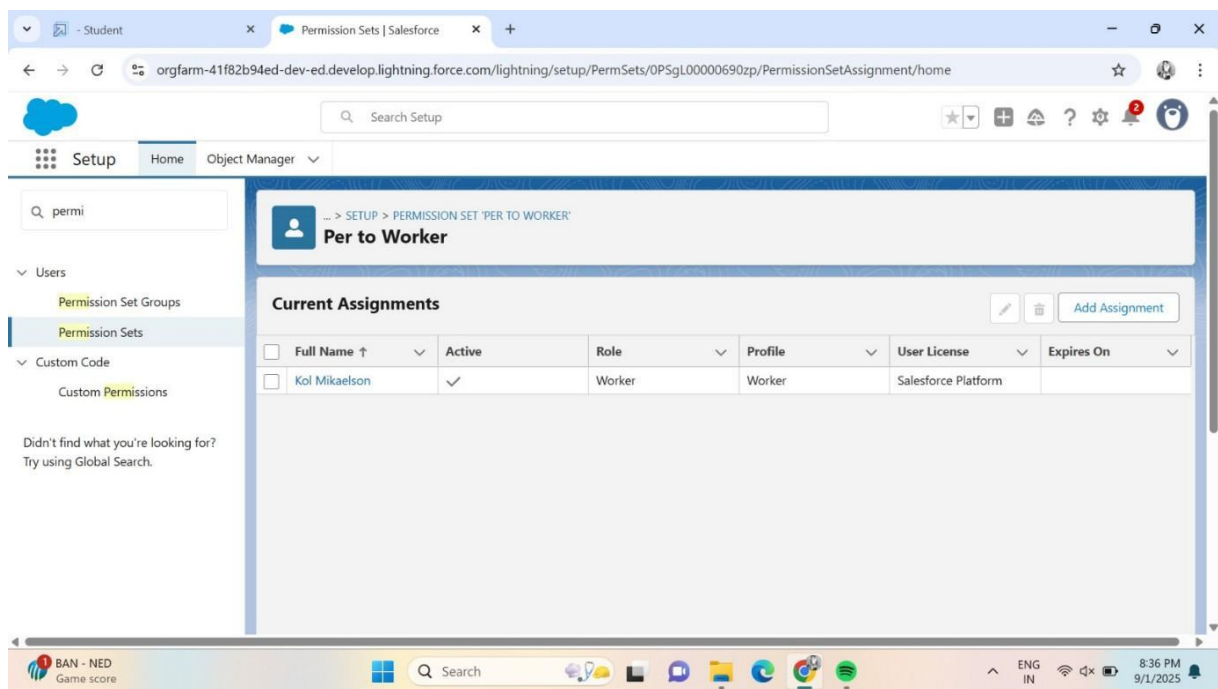 - Student
Permission Sets | Salesforce
orgfarm-41f82b94ed-dev-ed.develop.lightning.force.com/lightning/setup/PermSets/0PSgL00000690zp/PermissionSetAssignment/home
Search Setup
2
Setup Home Object Manager
permi
... > SETUP > PERMISSION SET 'PER TO WORKER'
Per to Worker
Users
Permission Set Groups
Permission Sets
Custom Code
Custom Permissions
Didn't find what you're looking for?
Try using Global Search.
Current Assignments
Add Assignment
Full Name ↑ Active Role Profile User License Expires On
Kol Mikaelson Worker Worker Salesforce Platform
1
BAN - NED
Game score
Search
ENG
IN
8:36 PM
9/1/2025